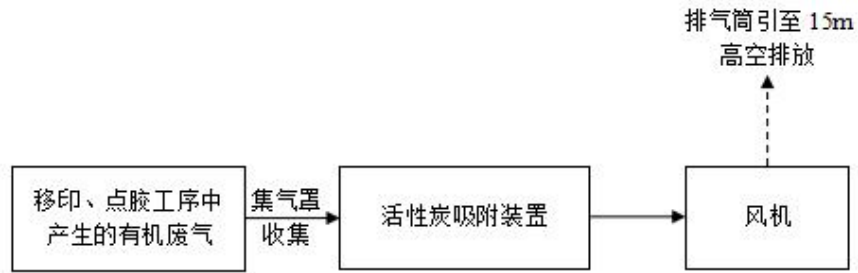 排气筒引至 15m
高空排放
移印、点胶工序中
产生的有机废气
集气罩
收集
活性炭吸附装置
风机